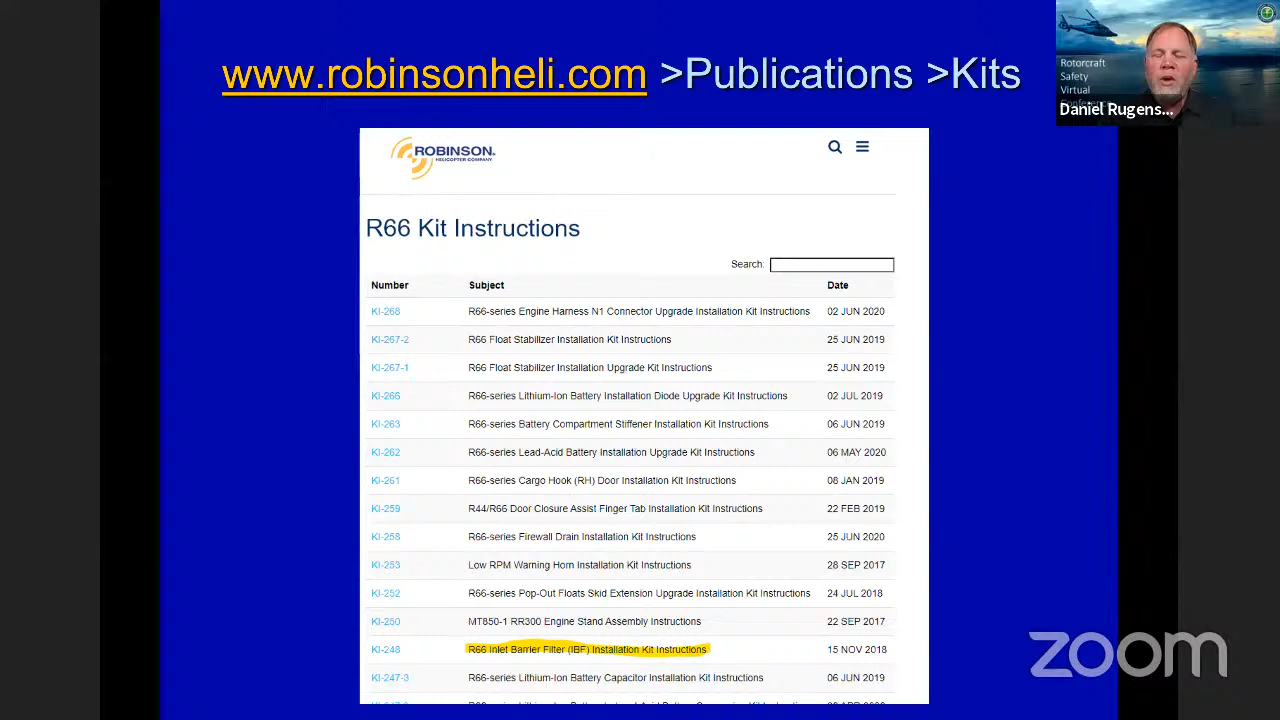 www.robinsonheli.com >Publications >Kits
Rotorcraft
Safety
Virtual
Daniel Rugens...
ROBINSON
HELICOPTER COMPANY
R66 Kit Instructions
Search:
Number Subject Date
KI-268 R66-series Engine Harness N1 Connector Upgrade Installation Kit Instructions 02 JUN 2020
KI-267-2 R66 Float Stabilizer Installation Kit Instructions 25 JUN 2019
KI-267-1 R66 Float Stabilizer Installation Upgrade Kit Instructions 25 JUN 2019
KI-266 R66-series Lithium-Ion Battery Installation Diode Upgrade Kit Instructions 02 JUL 2019
KI-263 R66-series Battery Compartment Stiffener Installation Kit Instructions 06 JUN 2019
KI-262 R66-series Lead-Acid Battery Installation Upgrade Kit Instructions 06 MAY 2020
KI-261 R66-series Cargo Hook (RH) Door Installation Kit Instructions 08 JAN 2019
KI-259 R44/R66 Door Closure Assist Finger Tab Installation Kit Instructions 22 FEB 2019
KI-258 R66-series Firewall Drain Installation Kit Instructions 25 JUN 2020
KI-253 Low RPM Warning Horn Installation Kit Instructions 28 SEP 2017
KI-252 R66-series Pop-Out Floats Skid Extension Upgrade Installation Kit Instructions 24 JUL 2018
KI-250 MT850-1 RR300 Engine Stand Assembly Instructions 22 SEP 2017
KI-248 R66 Inlet Barrier Filter (IBF) Installation Kit Instructions 15 NOV 2018
KI-247-3 R66-series Lithium-Ion Battery Capacitor Installation Kit Instructions 06 JUN 2019
zoom